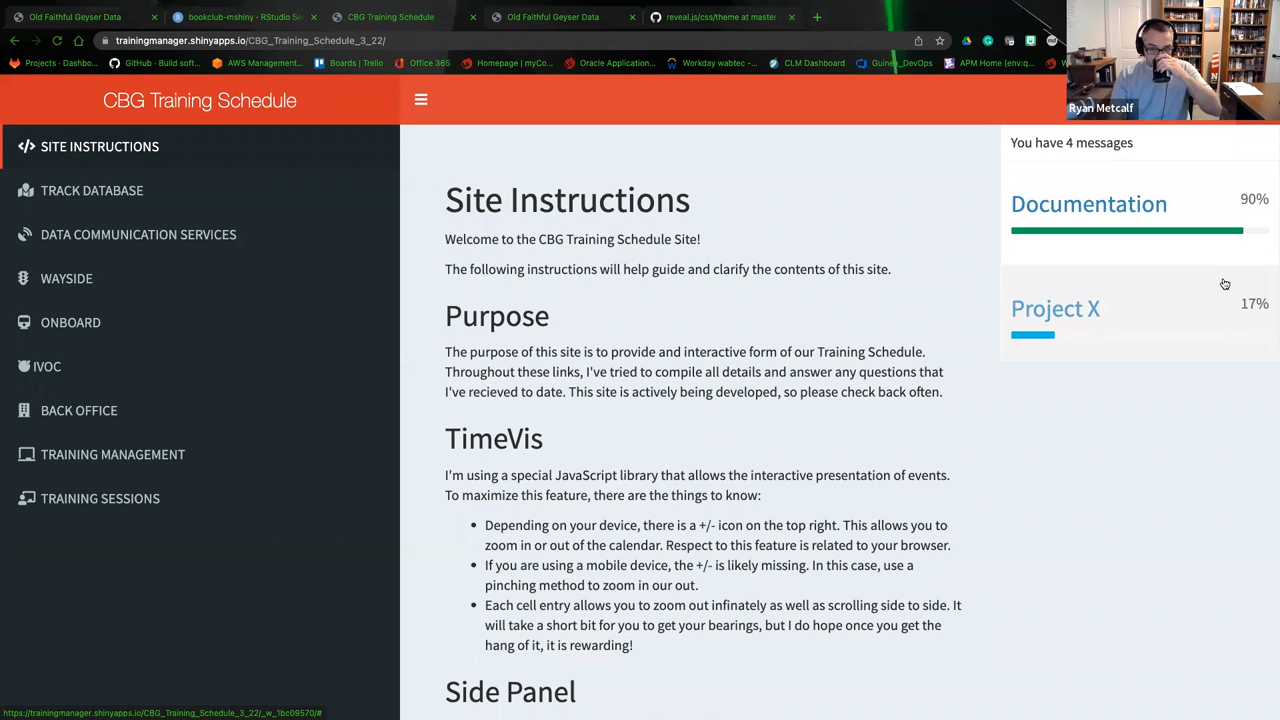 Old Faithful Geyser Data
bookclub-mshiny - RStudio Se
CBG Training Schedule
Old Faithful Geyser Data
reveal.js/css/theme at master
trainingmanager.shinyapps.io/CBG_Training_Schedule_3_22/
Projects - Dashbo...
GitHub - Build soft...
AWS Management...
Boards | Trello
Office 365
Homepage | myCo...
Oracle Application...
Workday wabtec -...
CLM Dashboard
Guinea_DevOps
APM Home (env:q...
Ryan Metcalf
CBG Training Schedule
SITE INSTRUCTIONS
TRACK DATABASE
DATA COMMUNICATION SERVICES
WAYSIDE
ONBOARD
IVOC
BACK OFFICE
TRAINING MANAGEMENT
TRAINING SESSIONS
Site Instructions
Welcome to the CBG Training Schedule Site!
The following instructions will help guide and clarify the contents of this site.
Purpose
The purpose of this site is to provide and interactive form of our Training Schedule.
Throughout these links, I've tried to compile all details and answer any questions that
I've recieved to date. This site is actively being developed, so please check back often.
TimeVis
I'm using a special JavaScript library that allows the interactive presentation of events.
To maximize this feature, there are the things to know:
• Depending on your device, there is a +/- icon on the top right. This allows you to
zoom in or out of the calendar. Respect to this feature is related to your browser.
• If you are using a mobile device, the +/- is likely missing. In this case, use a
pinching method to zoom in our out.
• Each cell entry allows you to zoom out infinately as well as scrolling side to side. It
will take a short bit for you to get your bearings, but I do hope once you get the
hang of it, it is rewarding!
Side Panel
You have 4 messages
Documentation 90%
Project X 17%
https://trainingmanager.shinyapps.io/CBG_Training_Schedule_3_22/_w_1bc09570/#